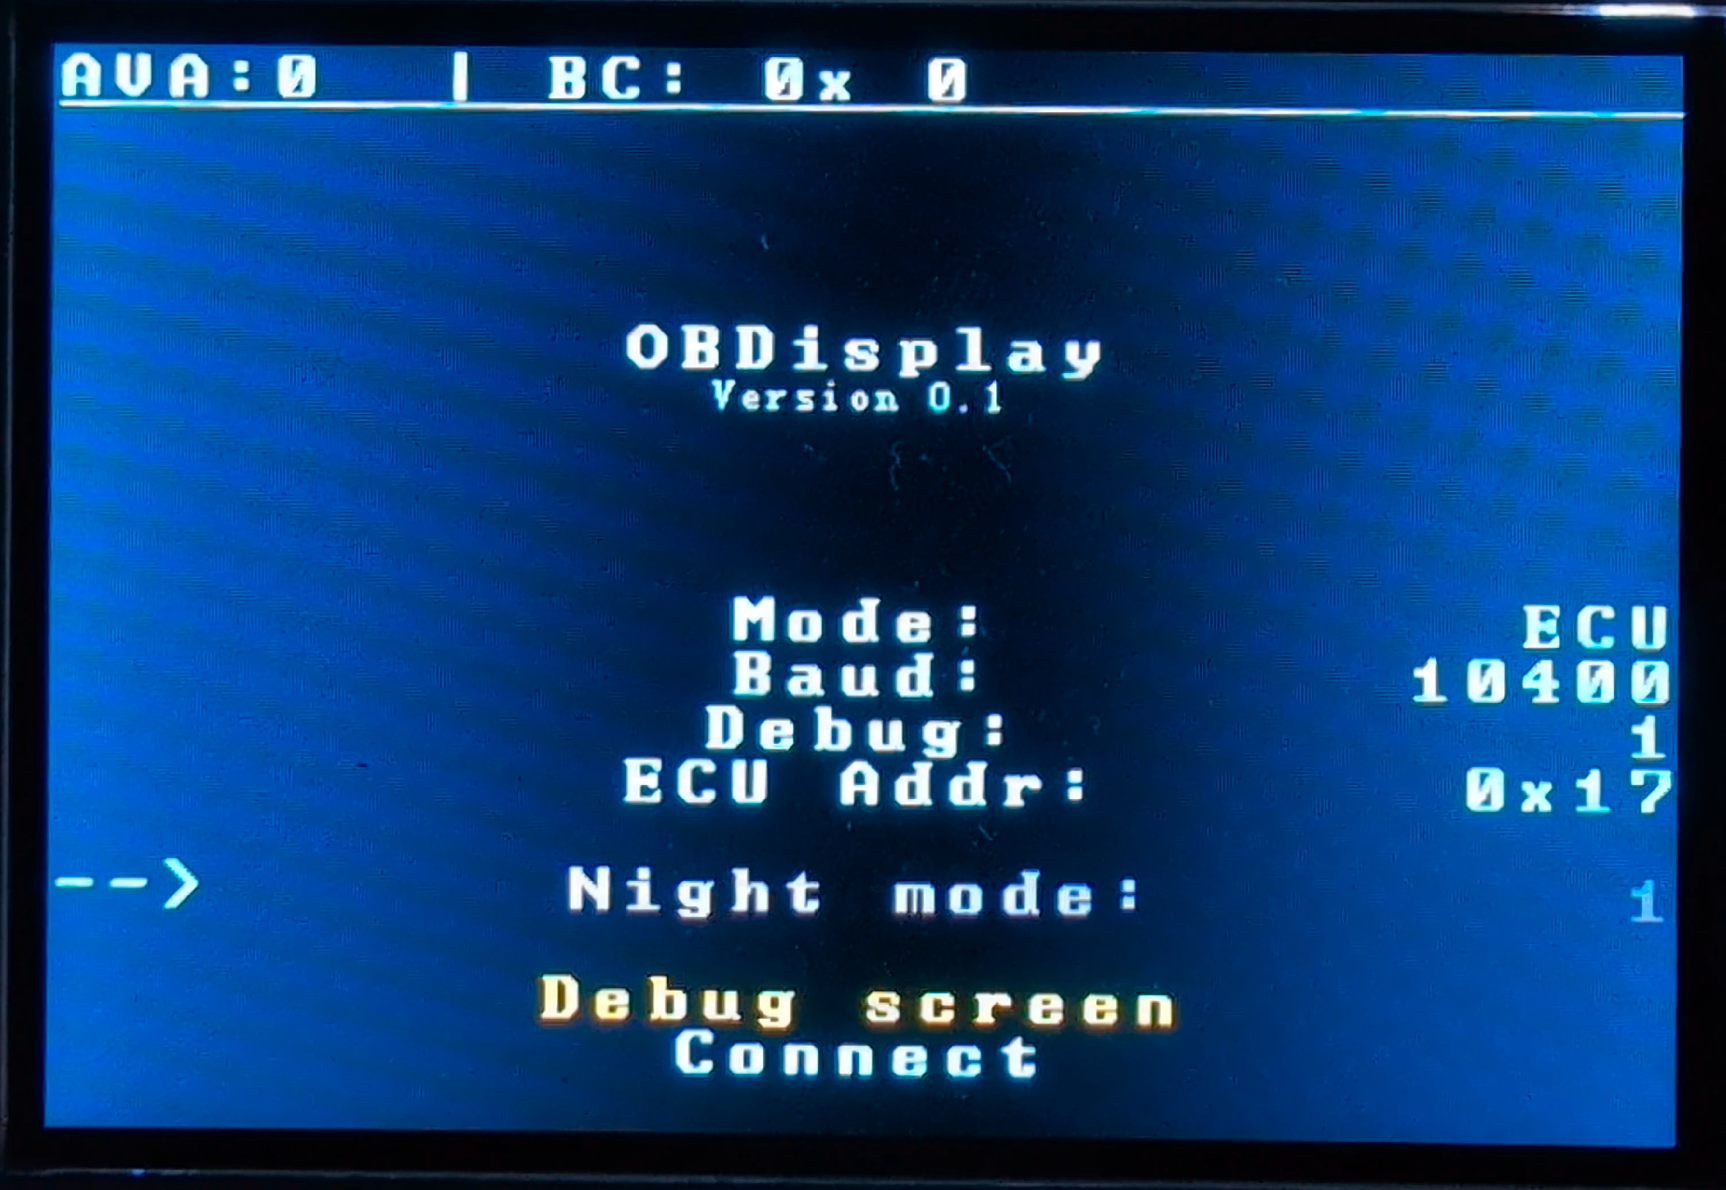 AVA:0 | BC: 0x 0
OBDisplay
Version 0.1
Mode: ECU
Baud: 10400
Debug: 1
ECU Addr: 0x17
--> Night mode: 1
Debug screen
Connect